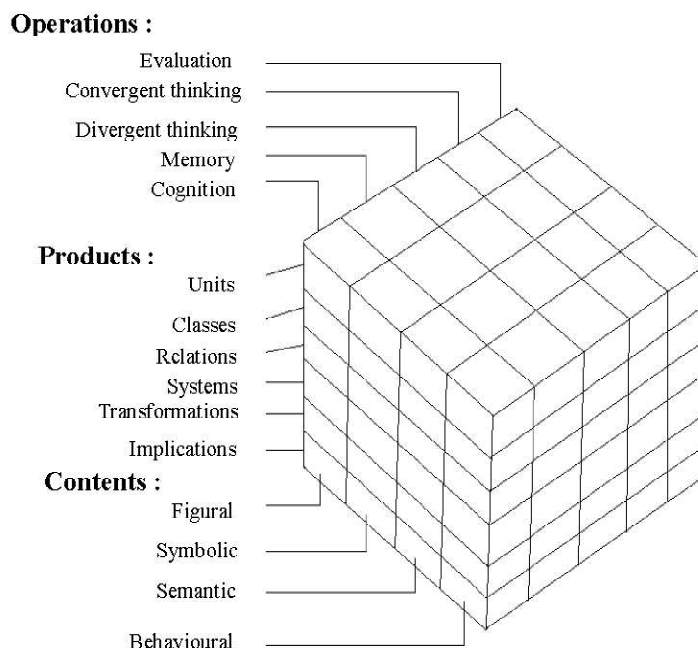 Operations :
Evaluation
Convergent thinking
Divergent thinking
Memory
Cognition
Products :
Units
Classes
Relations
Systems
Transformations
Implications
Contents :
Figural
Symbolic
Semantic
Behavioural